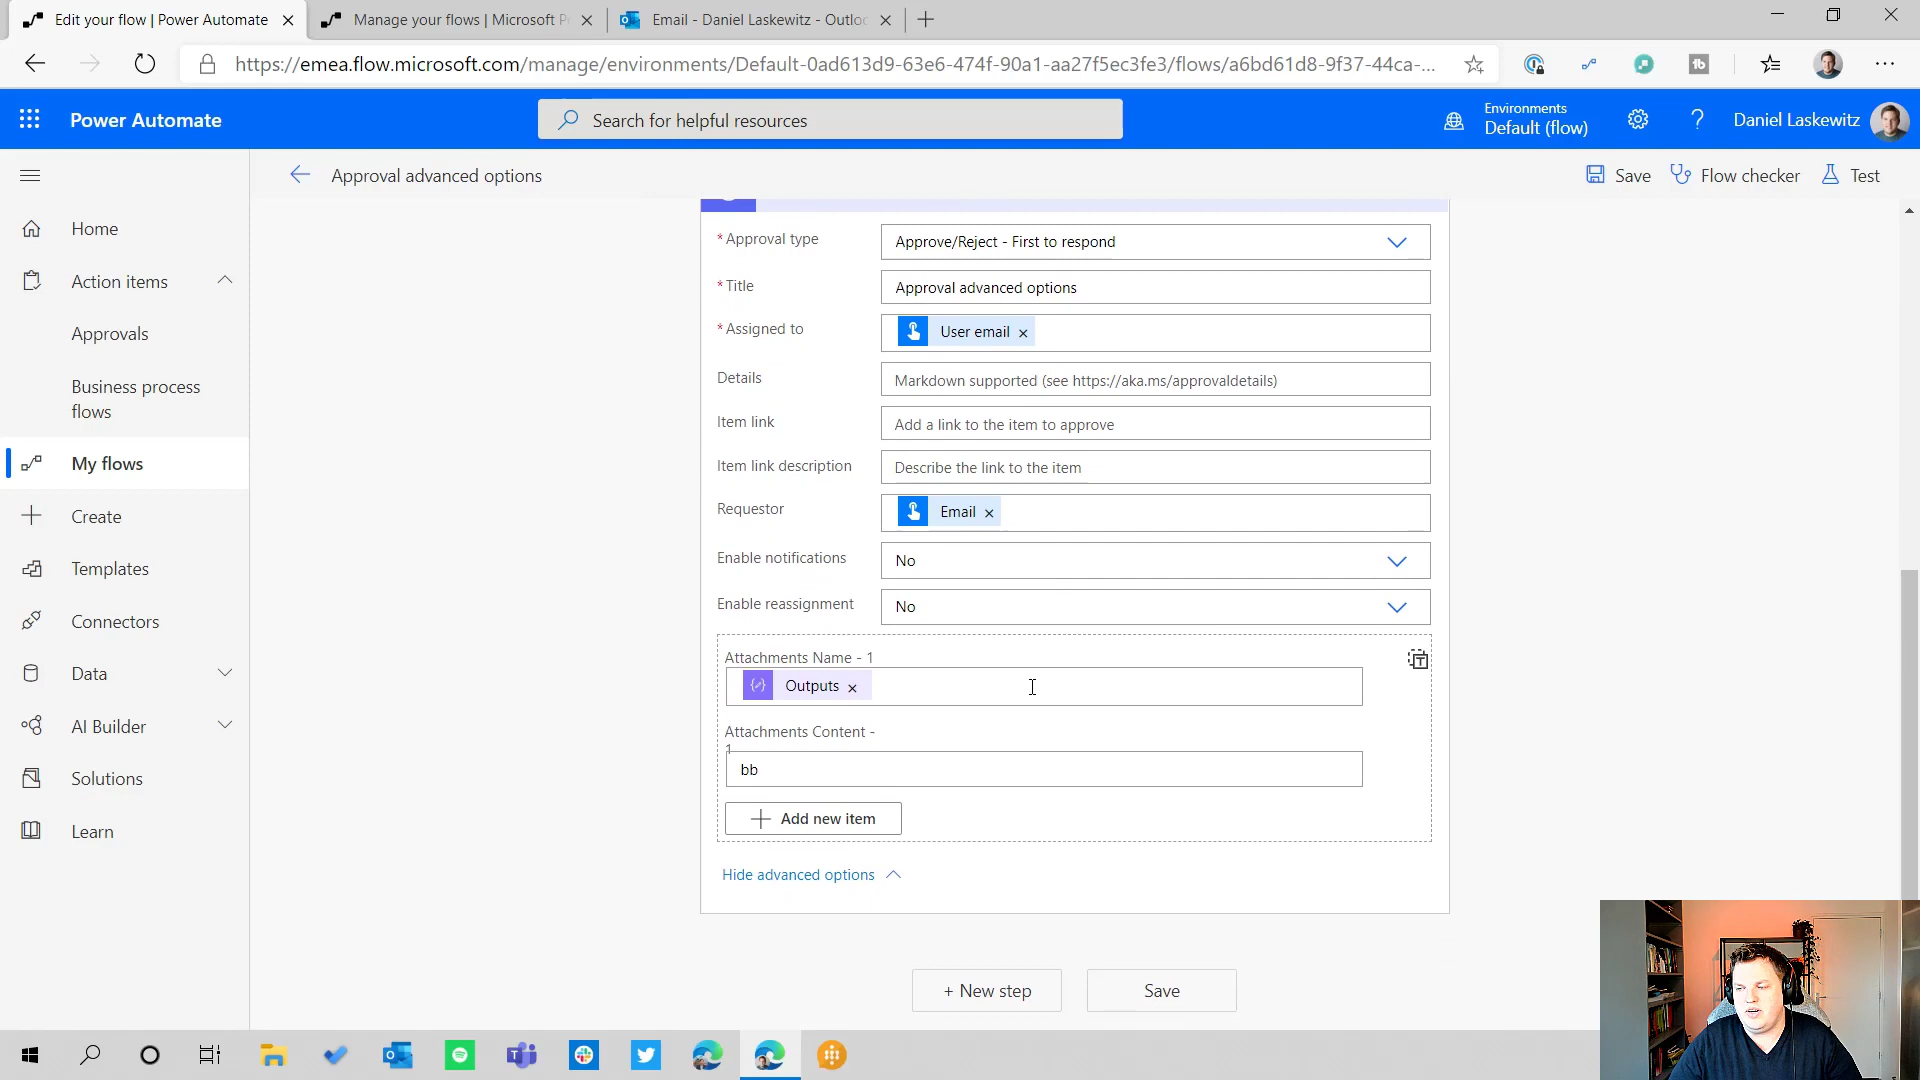 Edit your flow | Power Automate
Manage your flows | Microsoft P
Email - Daniel Laskewitz - Outloo
https://emea.flow.microsoft.com/manage/environments/Default-0ad613d9-63e6-474f-90a1-aa27f5ec3fe3/flows/a6bd61d8-9f37-44ca-...
Power Automate
Search for helpful resources
Environments
Default (flow)
Daniel Laskewitz
Approval advanced options
Save
Flow checker
Test
Home
Action items
Approvals
Business process
flows
My flows
Create
Templates
Connectors
Data
AI Builder
Solutions
Learn
* Approval type
Approve/Reject - First to respond
* Title
Approval advanced options
* Assigned to
User email ×
Details
Markdown supported (see https://aka.ms/approvaldetails)
Item link
Add a link to the item to approve
Item link description
Describe the link to the item
Requestor
Email ×
Enable notifications
No
Enable reassignment
No
Attachments Name - 1
Outputs ×
Attachments Content -
1
bb
Add new item
Hide advanced options
+ New step
Save